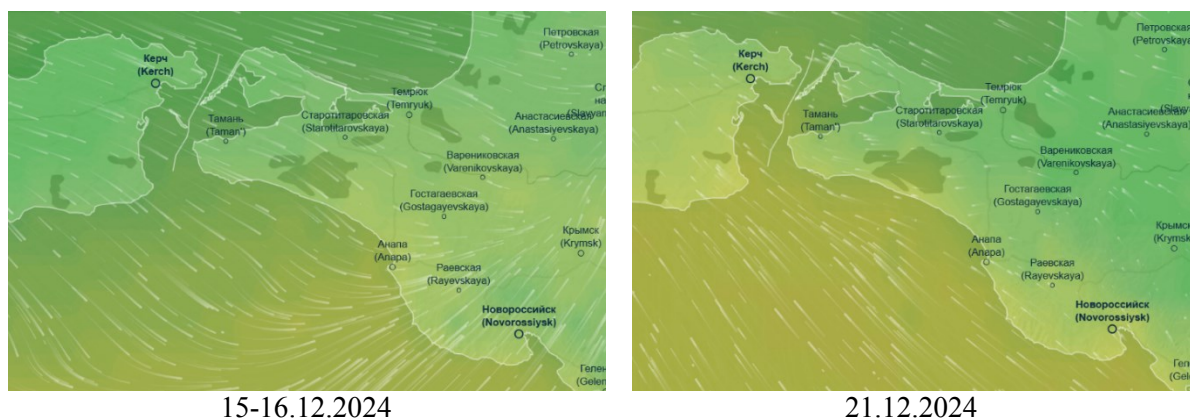 Петровская
(Petrovskaya)
Керч
(Kerch)
Темрюк
(Temryuk)
Тамань
(Taman')
Старотитаровская
(Starotitarovskaya)
Анастасиевская
(Anastasiyevskaya)
Варениковская
(Varenikovskaya)
Гостагаевская
(Gostagayevskaya)
Крымск
(Krymsk)
Анапа
(Anapa)
Раевская
(Rayevskaya)
Новороссийск
(Novorossiysk)
Гелен
(Gelen
15-16.12.2024
Петровская
(Petrovskaya
Керч
(Kerch)
Темрюк
(Temryuk)
Тамань
(Taman')
Старотитаровская
(Starotitarovskaya)
Анастасиевская
(Anastasiyevskaya)
Варениковская
(Varenikovskaya)
Гостагаевская
(Gostagayevskaya)
Крымск
(Krymsk
Анапа
(Anapa)
Раевская
(Rayevskaya)
Новороссийск
(Novorossiysk)
21.12.2024